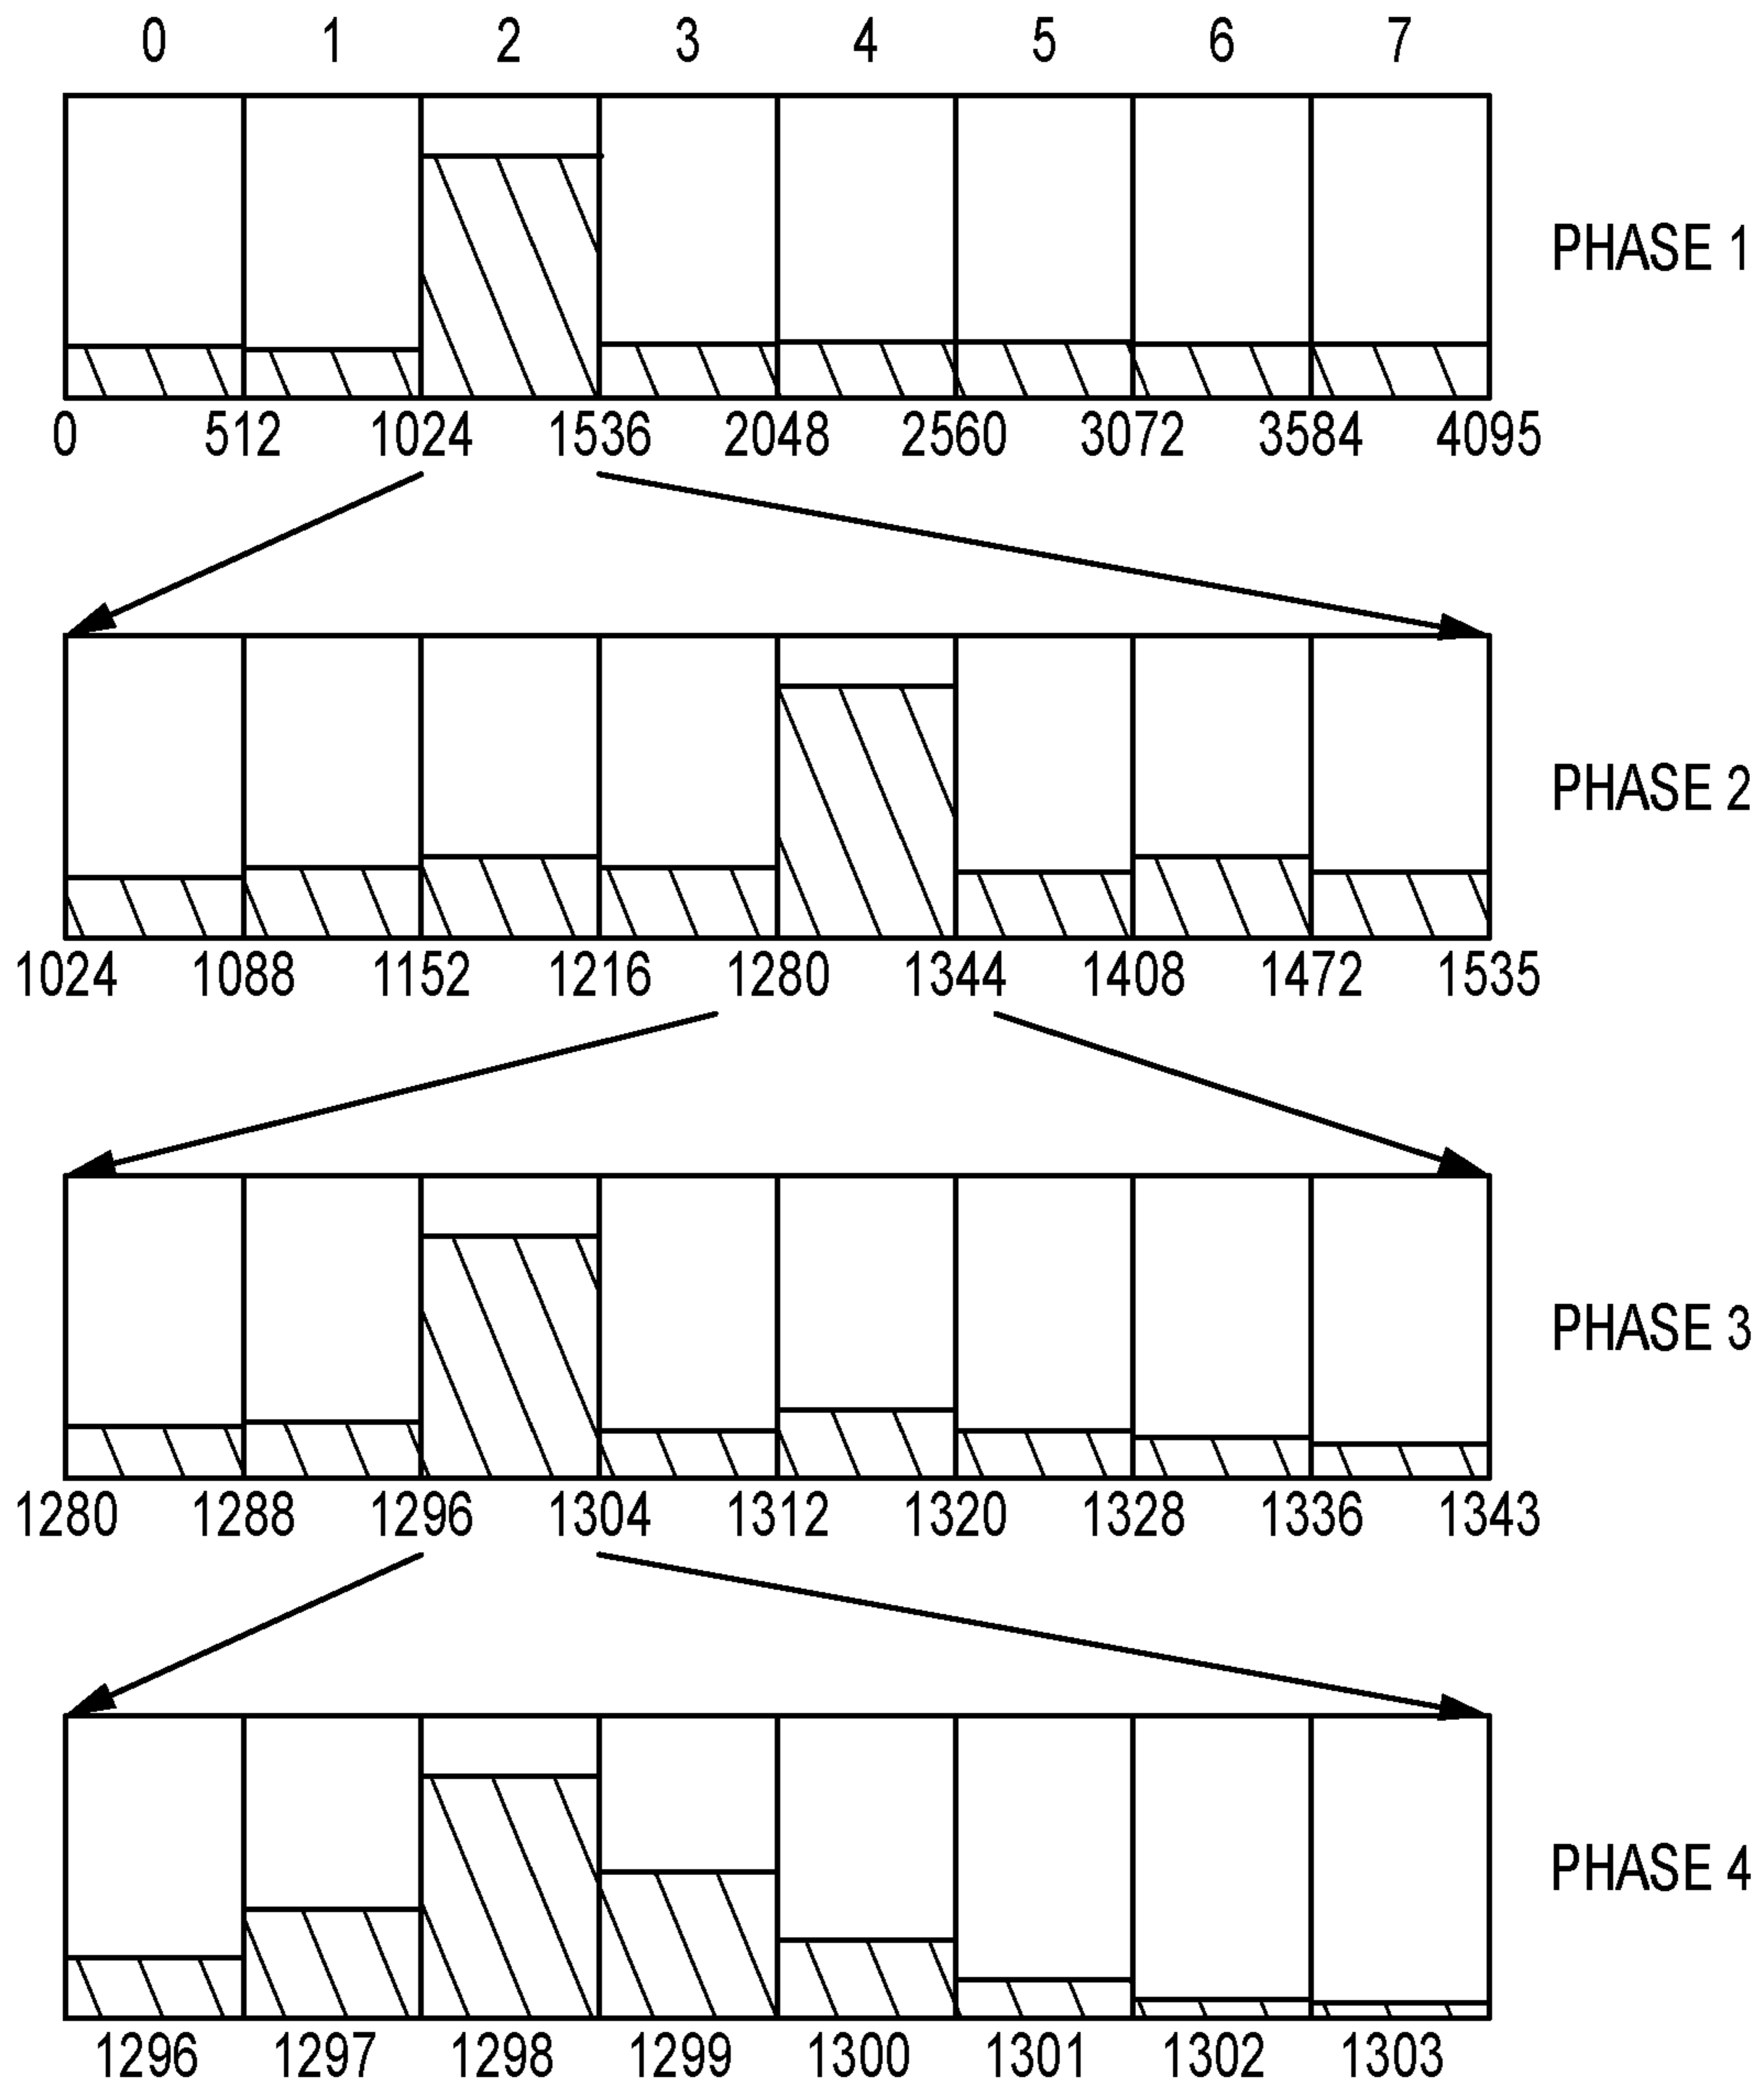 0 1 2 3 4 5 6 7
PHASE 1
0 512 1024 1536 2048 2560 3072 3584 4095
PHASE 2
1024 1088 1152 1216 1280 1344 1408 1472 1535
PHASE 3
1280 1288 1296 1304 1312 1320 1328 1336 1343
PHASE 4
1296 1297 1298 1299 1300 1301 1302 1303